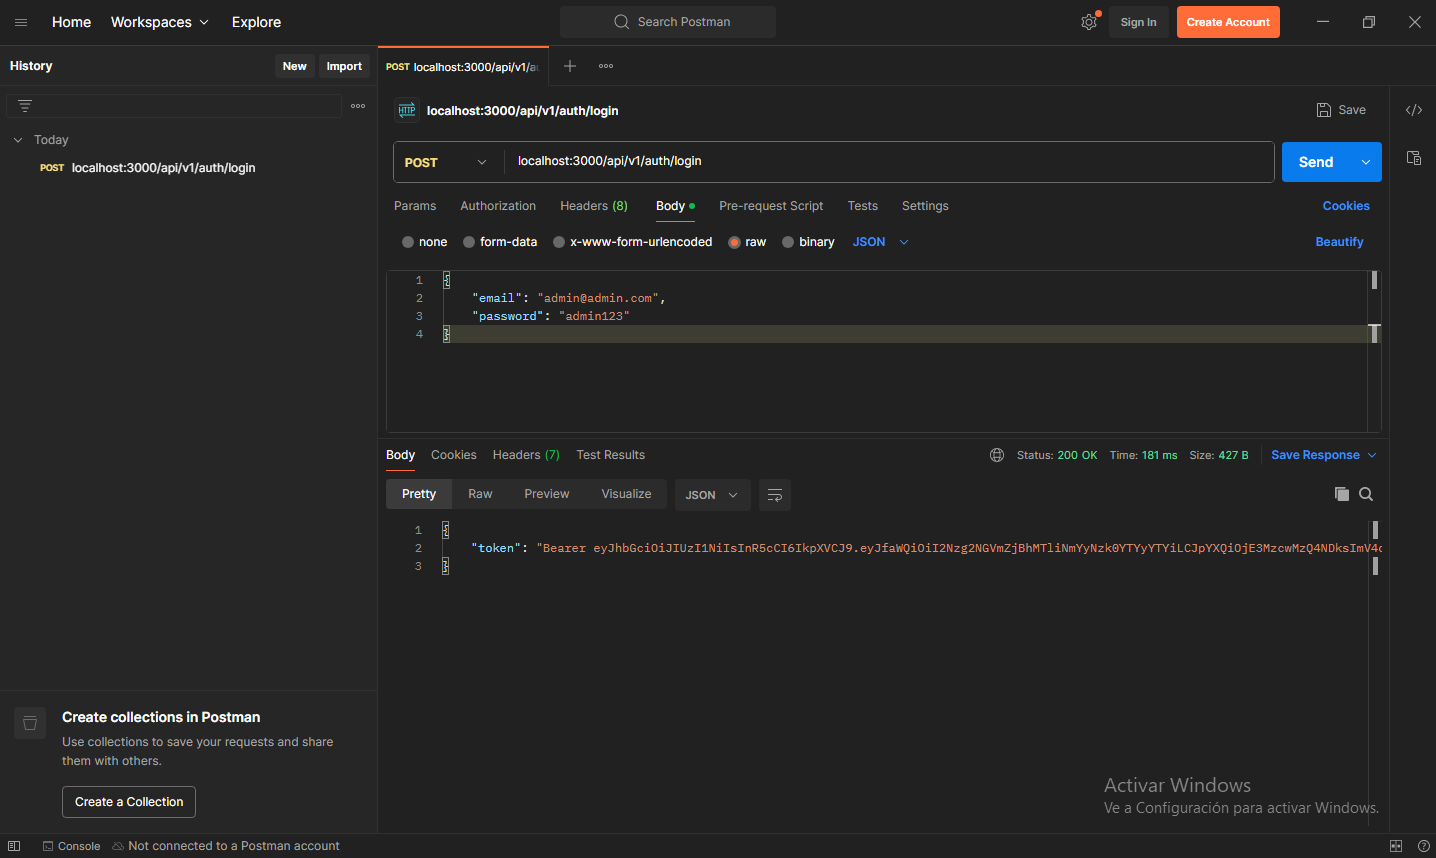 Home Workspaces Explore Search Postman Sign In Create Account
History New Import
POST localhost:3000/api/v1/a
Today
POST localhost:3000/api/v1/auth/login
HTTP localhost:3000/api/v1/auth/login Save
POST localhost:3000/api/v1/auth/login Send
Params Authorization Headers (8) Body Pre-request Script Tests Settings Cookies
none form-data x-www-form-urlencoded raw binary JSON Beautify
1 {
2 "email": "admin@admin.com",
3 "password": "admin123"
4 }
Body Cookies Headers (7) Test Results Status: 200 OK Time: 181 ms Size: 427 B Save Response
Pretty Raw Preview Visualize JSON
1 {
2 "token": "Bearer eyJhbGciOiJIUzI1NiIsInR5cCI6IkpXVCJ9.eyJfaWQiOiI2Nzg2NGVmZjBhMTliNmYyNzk0YTYyYTYiLCJpYXQiOjE3MzcwMzQ4NDksImV4c
3 }
Create collections in Postman
Use collections to save your requests and share
them with others.
Create a Collection
Activar Windows
Ve a Configuración para activar Windows.
Console Not connected to a Postman account